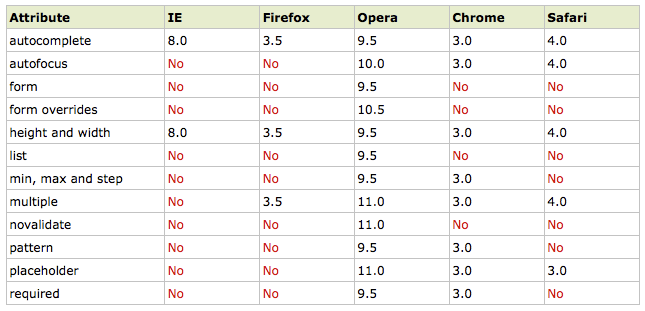 Attribute IE Firefox Opera Chrome Safari
autocomplete 8.0 3.5 9.5 3.0 4.0
autofocus No No 10.0 3.0 4.0
form No No 9.5 No No
form overrides No No 10.5 No No
height and width 8.0 3.5 9.5 3.0 4.0
list No No 9.5 No No
min, max and step No No 9.5 3.0 No
multiple No 3.5 11.0 3.0 4.0
novalidate No No 11.0 No No
pattern No No 9.5 3.0 No
placeholder No No 11.0 3.0 3.0
required No No 9.5 3.0 No